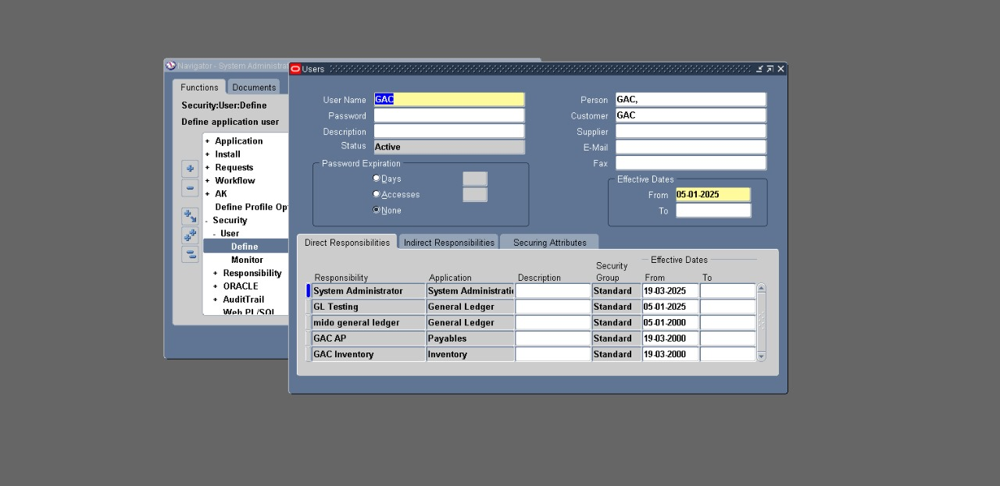 Navigator - System Administra
Functions Documents
Security:User:Define
Define application user
+ Application
+ Install
+ Requests
+ Workflow
+ AK
Define Profile Op
- Security
- User
Define
Monitor
+ Responsibility
+ ORACLE
+ AuditTrail
Web PL/SQL
Users
User Name GAC
Password
Description
Status Active
Person GAC,
Customer GAC
Supplier
E-Mail
Fax
Password Expiration
Days
Accesses
None
Effective Dates
From 05-01-2025
To
Direct Responsibilities Indirect Responsibilities Securing Attributes
Security Effective Dates
Responsibility Application Description Group From To
System Administrator System Administratio Standard 19-03-2025
GL Testing General Ledger Standard 05-01-2025
mido general ledger General Ledger Standard 05-01-2000
GAC AP Payables Standard 19-03-2000
GAC Inventory Inventory Standard 19-03-2000